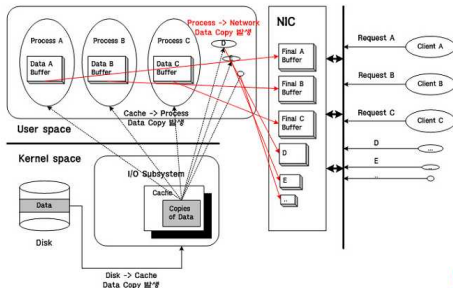 Process A
Process B
Process C
Data A
Buffer
Data B
Buffer
Data C
Buffer
D
Process -> Network
Data Copy 발생
User space
Cache -> Process
Data Copy 발생
Kernel space
I/O Subsystem
Cache
Copies
of Data
Data
Disk
Disk -> Cache
Data Copy 발생
NIC
Final A
Buffer
Final B
Buffer
Final C
Buffer
D
E
..
Request A
Client A
Request B
Client B
Request C
Client C
D
...
E
..
..